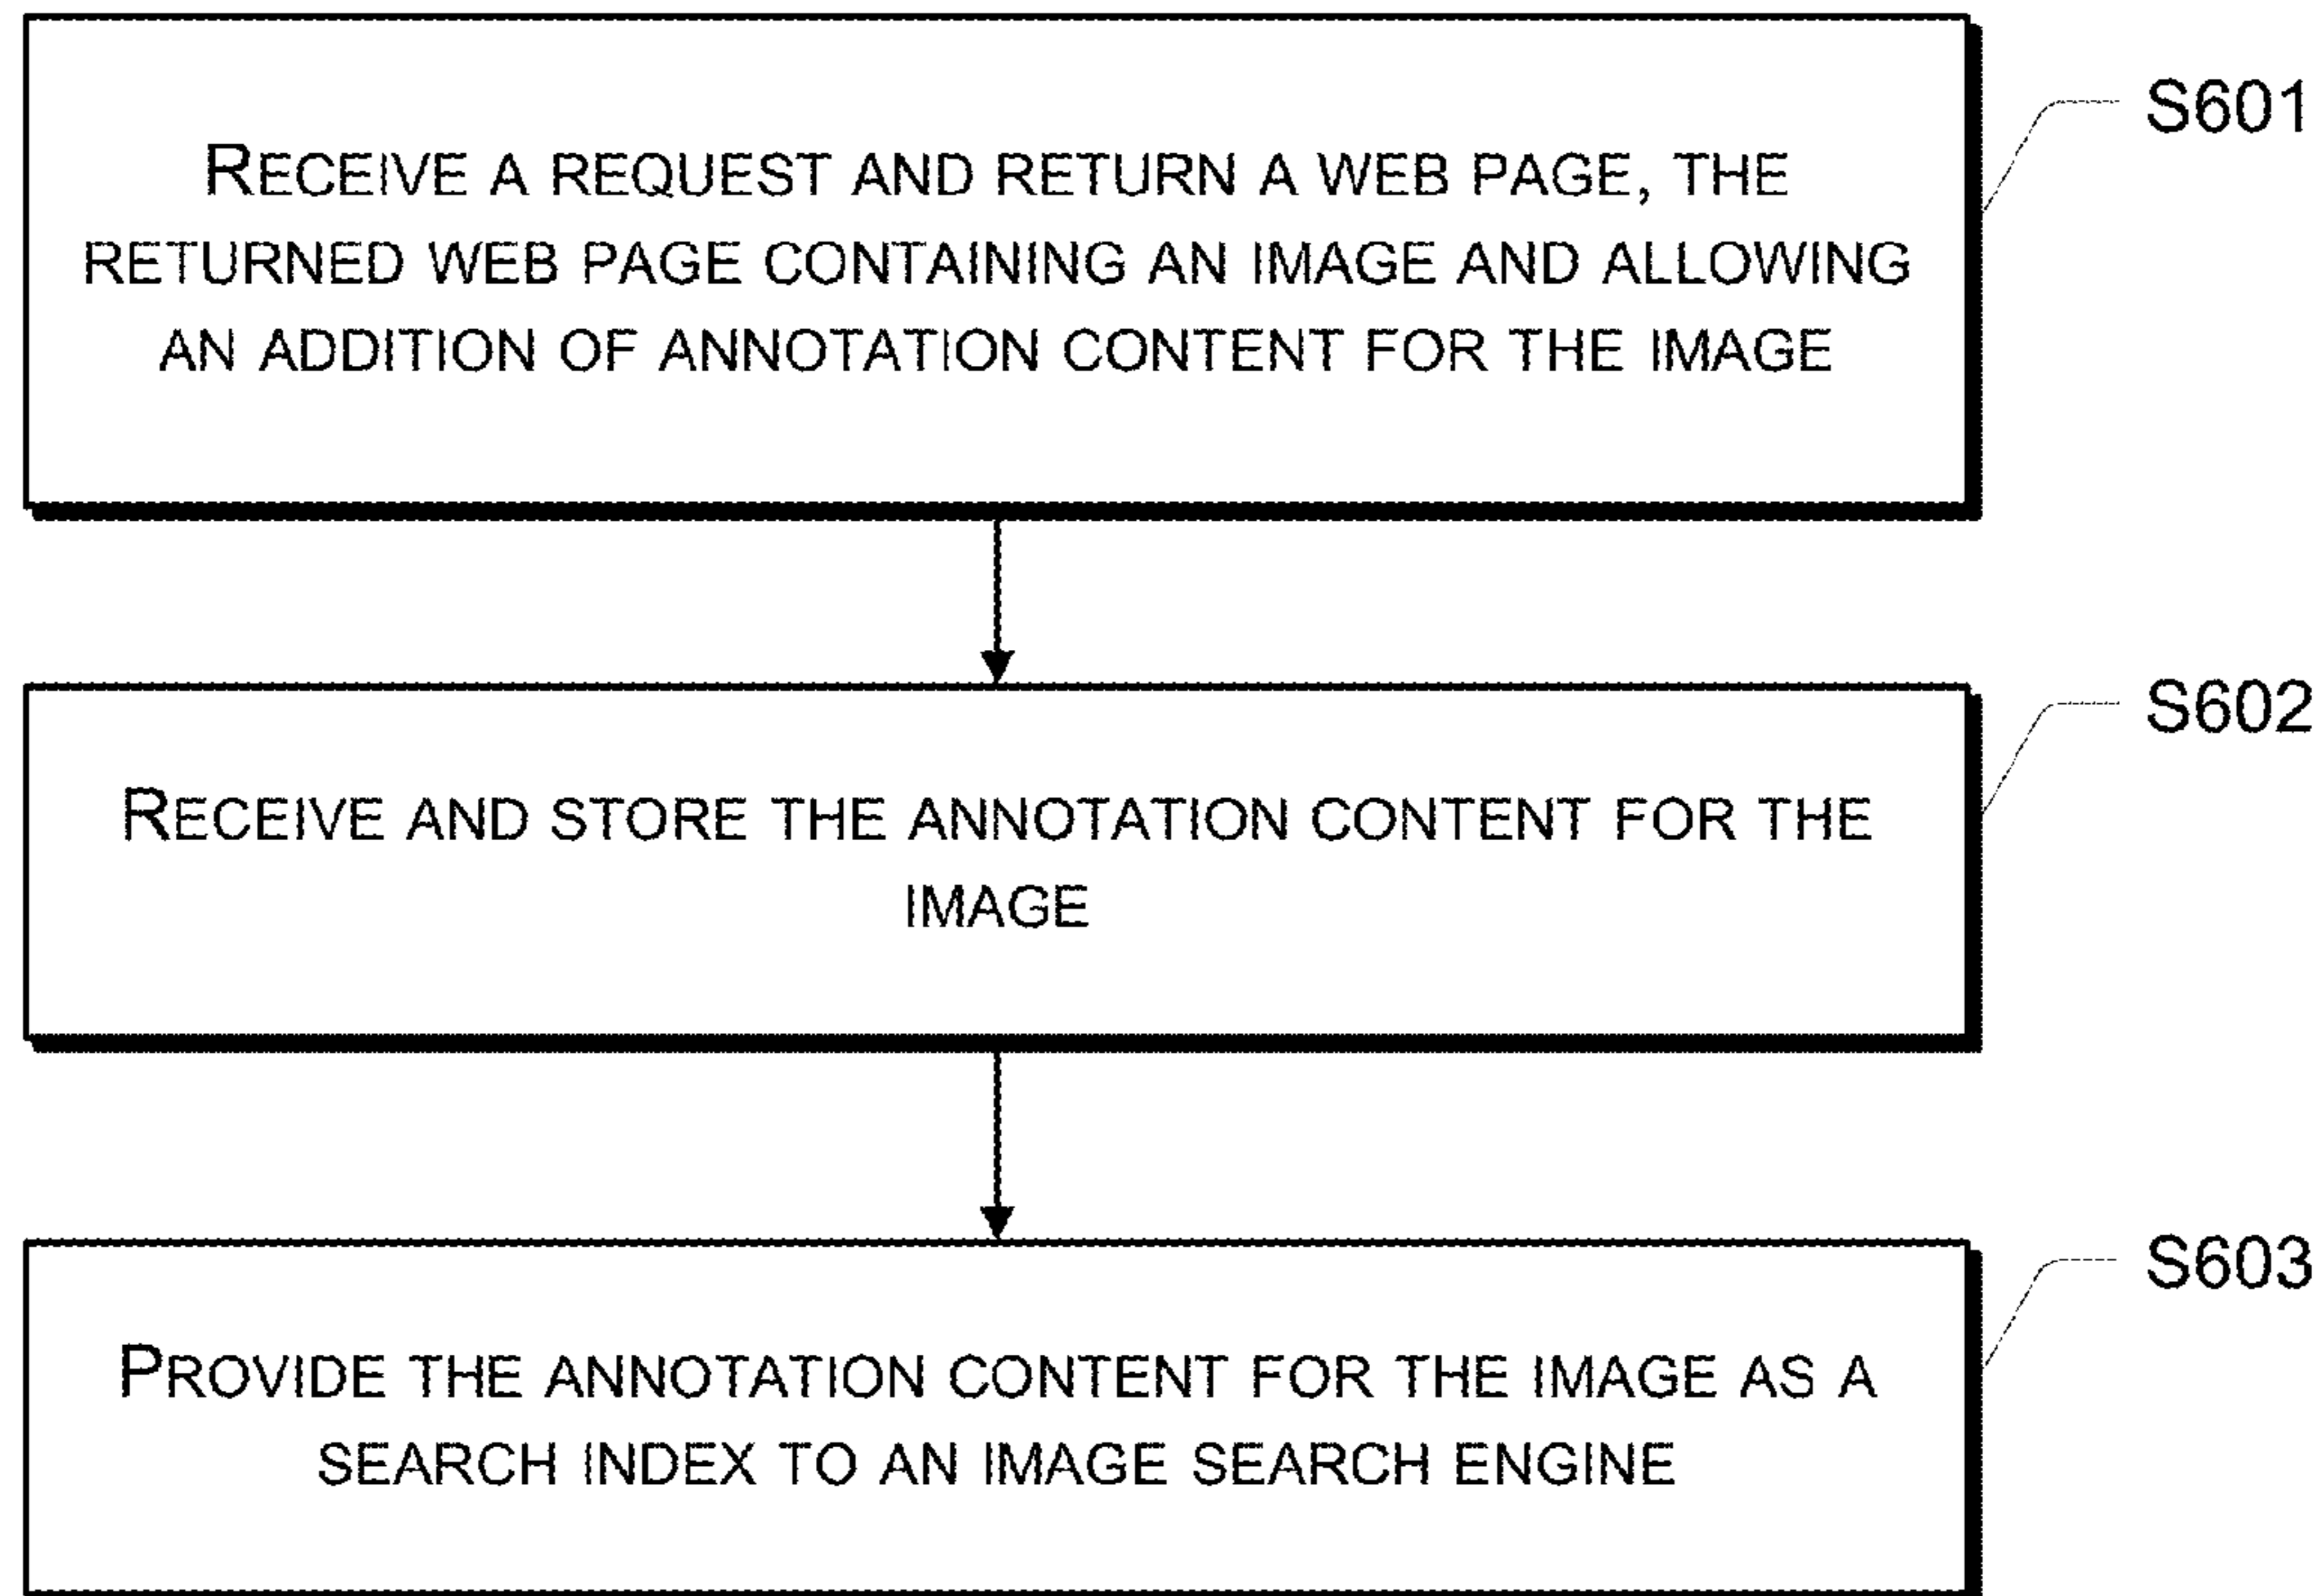 RECEIVE A REQUEST AND RETURN A WEB PAGE, THE
RETURNED WEB PAGE CONTAINING AN IMAGE AND ALLOWING
AN ADDITION OF ANNOTATION CONTENT FOR THE IMAGE
S601
RECEIVE AND STORE THE ANNOTATION CONTENT FOR THE
IMAGE
S602
PROVIDE THE ANNOTATION CONTENT FOR THE IMAGE AS A
SEARCH INDEX TO AN IMAGE SEARCH ENGINE
S603